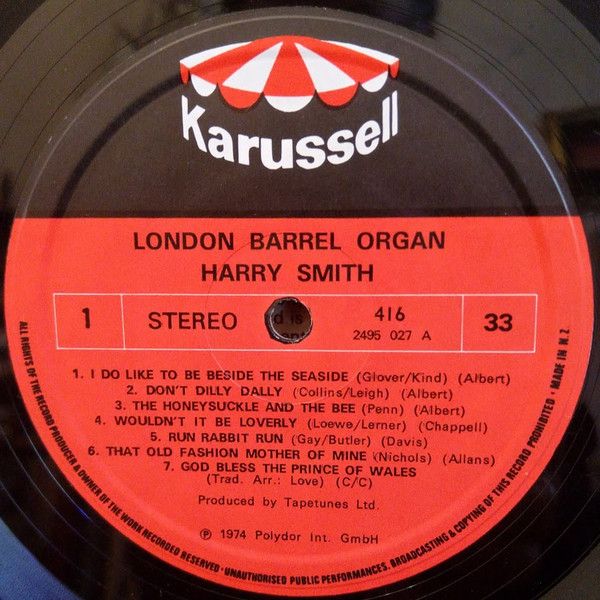 Karussell
LONDON BARREL ORGAN
HARRY SMITH
1 STEREO 416 33
2495 027 A
1. I DO LIKE TO BE BESIDE THE SEASIDE (Glover/Kind) (Albert)
2. DON'T DILLY DALLY (Collins/Leigh) (Albert)
3. THE HONEYSUCKLE AND THE BEE (Penn) (Albert)
4. WOULDN'T IT BE LOVERLY (Loewe/Lerner) (Chappell)
5. RUN RABBIT RUN (Gay/Butler) (Davis)
6. THAT OLD FASHION MOTHER OF MINE (Nichols) (Allans)
7. GOD BLESS THE PRINCE OF WALES
(Trad. Arr.: Love) (C/C)
Produced by Tapetunes Ltd.
℗ 1974 Polydor Int. GmbH
ALL RIGHTS OF THE RECORD PRODUCER & OWNER OF THE WORK RECORDED RESERVED · UNAUTHORISED PUBLIC PERFORMANCES, BROADCASTING & COPYING OF THIS RECORD PROHIBITED · MADE IN N.Z.